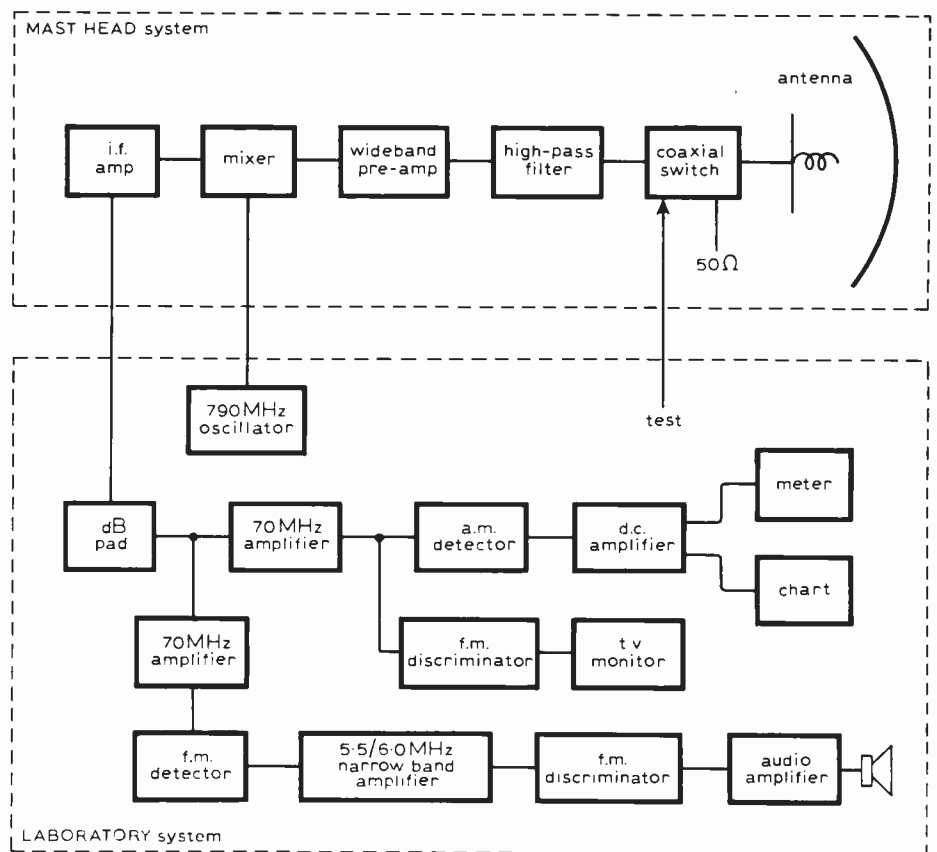 MAST HEAD system
antenna
i.f.
amp
mixer
wideband
pre-amp
high-pass
filter
coaxial
switch
50Ω
790MHz
oscillator
test
dB
pad
70MHz
amplifier
a.m.
detector
d.c.
amplifier
meter
chart
70MHz
amplifier
f.m.
discriminator
t v
monitor
f.m.
detector
5·5/6·0MHz
narrow band
amplifier
f.m.
discriminator
audio
amplifier
LABORATORY system